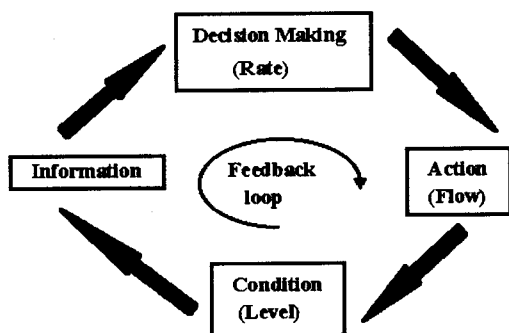 Decision Making
(Rate)
Information
Feedback
loop
Action
(Flow)
Condition
(Level)